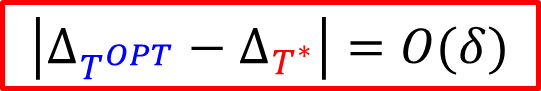 |Δ_{T^{OPT}} − Δ_{T^*}| = O(δ)